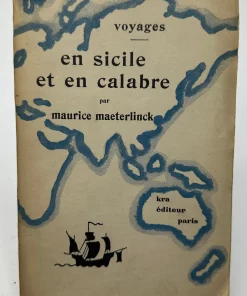 voyages
en sicile
et en calabre
par
maurice maeterlinck
kra
éditeur
paris